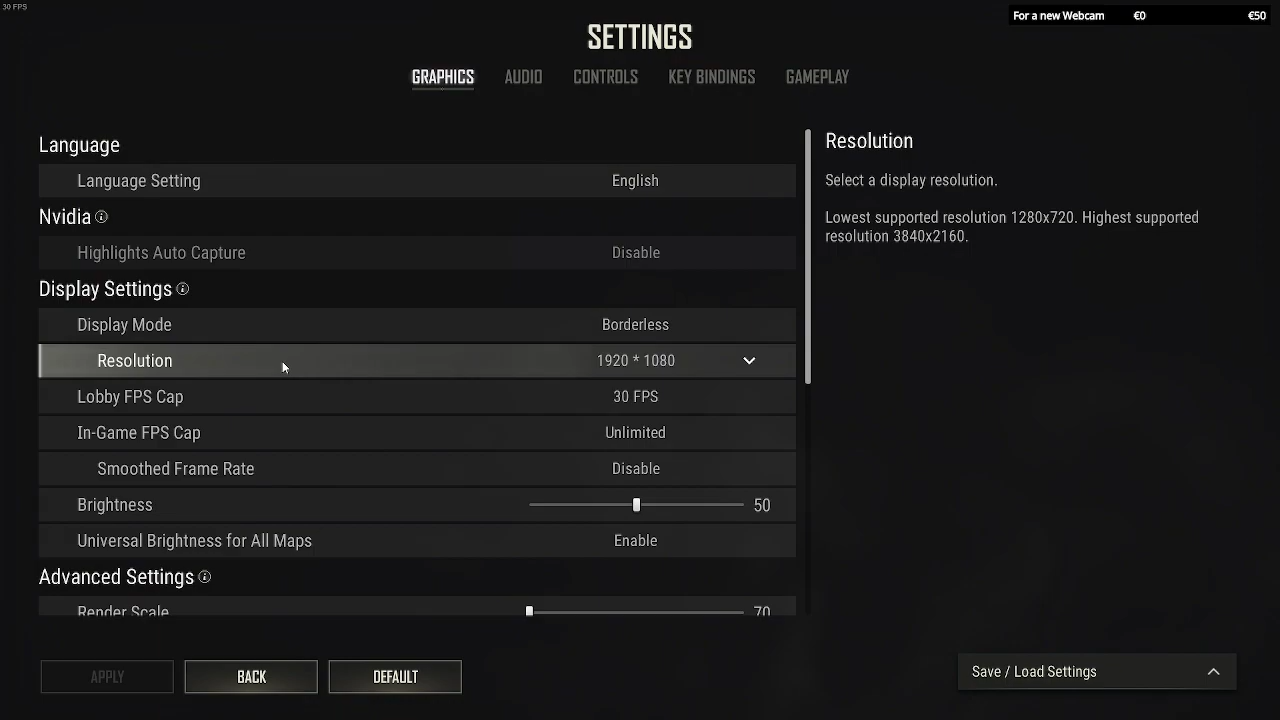 30 FPS
For a new Webcam €0 €50
SETTINGS
GRAPHICS AUDIO CONTROLS KEY BINDINGS GAMEPLAY
Language
Language Setting English
Nvidia
Highlights Auto Capture Disable
Display Settings
Display Mode Borderless
Resolution 1920 * 1080
Lobby FPS Cap 30 FPS
In-Game FPS Cap Unlimited
Smoothed Frame Rate Disable
Brightness 50
Universal Brightness for All Maps Enable
Advanced Settings
Render Scale 70
Resolution
Select a display resolution.
Lowest supported resolution 1280x720. Highest supported
resolution 3840x2160.
APPLY BACK DEFAULT
Save / Load Settings